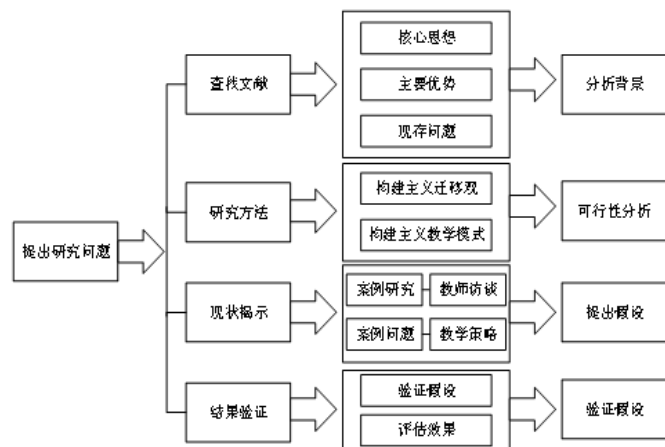 提出研究问题
查找文献
核心思想
主要优势
现存问题
分析背景
研究方法
构建主义迁移观
构建主义教学模式
可行性分析
现状揭示
案例研究 教师访谈
案例问题 教学策略
提出假设
结果验证
验证假设
评估效果
验证假设